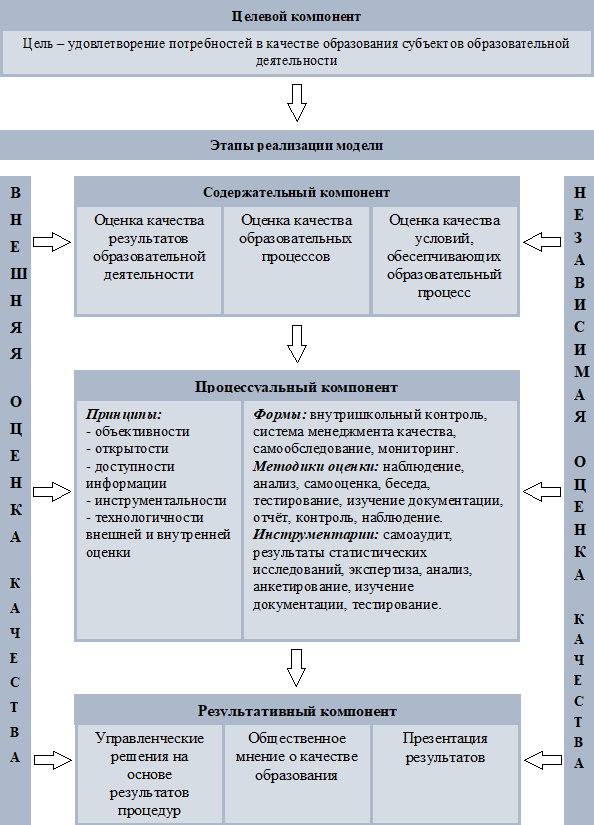 Целевой компонент
Цель – удовлетворение потребностей в качестве образования субъектов образовательной
деятельности
Этапы реализации модели
ВНЕШНЯЯ ОЦЕНКА КАЧЕСТВА
Содержательный компонент
Оценка качества
результатов
образовательной
деятельности
Оценка качества
образовательных
процессов
Оценка качества
условий,
обесепчивающих
образовательный
процесс
Процессуальный компонент
Принципы:
- объективности
- открытости
- доступности
информации
- инструментальности
- технологичности
внешней и внутренней
оценки
Формы: внутришкольный контроль,
система менеджмента качества,
самообследование, мониторинг.
Методики оценки: наблюдение,
анализ, самооценка, беседа,
тестирование, изучение документации,
отчёт, контроль, наблюдение.
Инструментарии: самоаудит,
результаты статистических
исследований, экспертиза, анализ,
анкетирование, изучение
документации, тестирование.
Результативный компонент
Управленческие
решения на
основе
результатов
процедур
Общественное
мнение о качестве
образования
Презентация
результатов
НЕЗАВИСИМАЯ ОЦЕНКА КАЧЕСТВА